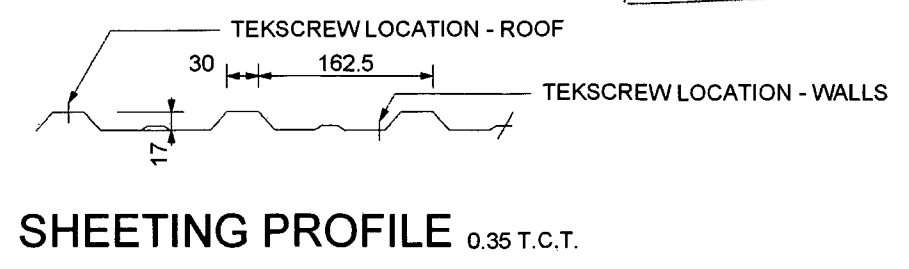 TEKSCREW LOCATION - ROOF
30
162.5
TEKSCREW LOCATION - WALLS
17
SHEETING PROFILE 0.35 T.C.T.